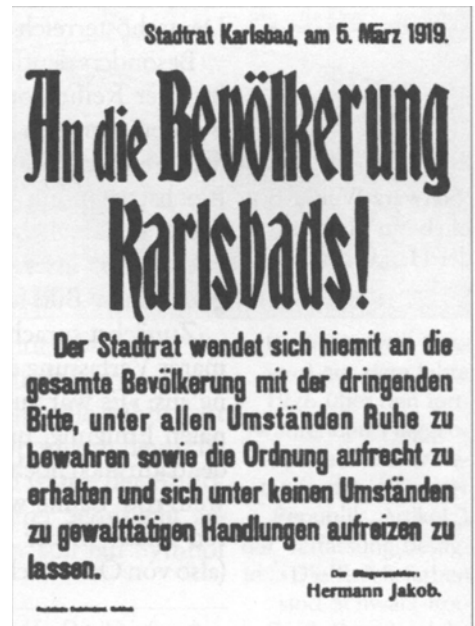 Stadtrat Karlsbad, am 5. März 1919.
An die Bevölkerung
Karlsbads!
Der Stadtrat wendet sich hiemit an die
gesamte Bevölkerung mit der dringenden
Bitte, unter allen Umständen Ruhe zu
bewahren sowie die Ordnung aufrecht zu
erhalten und sich unter keinen Umständen
zu gewalttätigen Handlungen aufreizen zu
lassen.
Hermann Jakob.